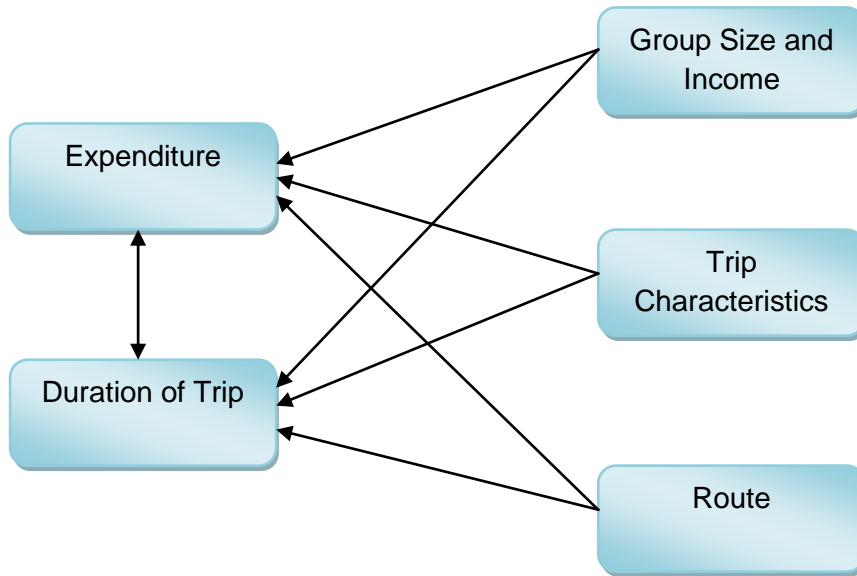 Group Size and
Income
Expenditure
Trip
Characteristics
Duration of Trip
Route